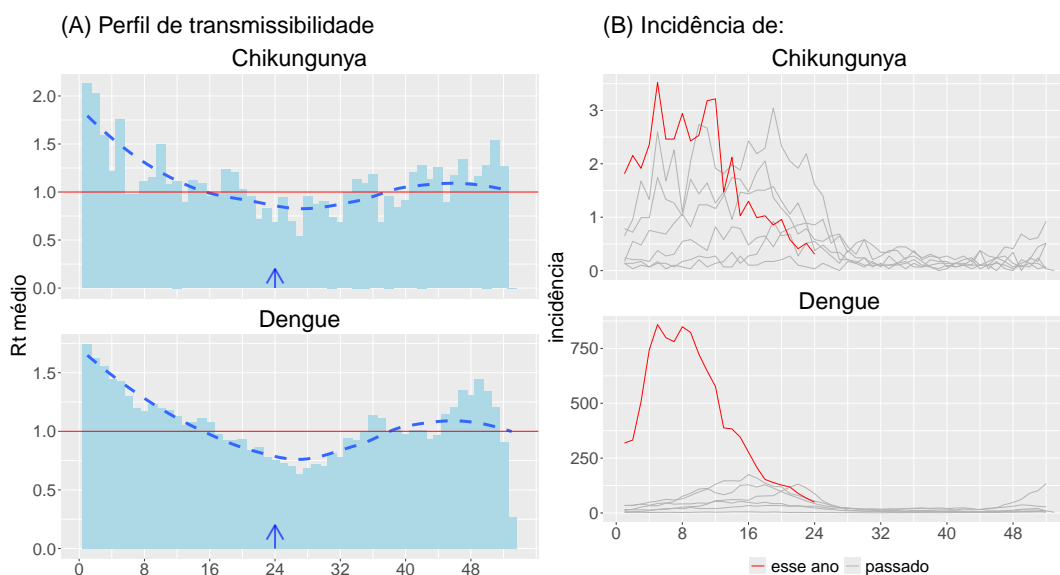 (A) Perfil de transmissibilidade
Chikungunya
2.0
1.5
1.0
0.5
0.0
Dengue
1.5
1.0
0.5
0.0
0 8 16 24 32 40 48
Rt médio
(B) Incidência de:
Chikungunya
3
2
1
0
Dengue
750
500
250
0
0 8 16 24 32 40 48
incidência
esse ano passado